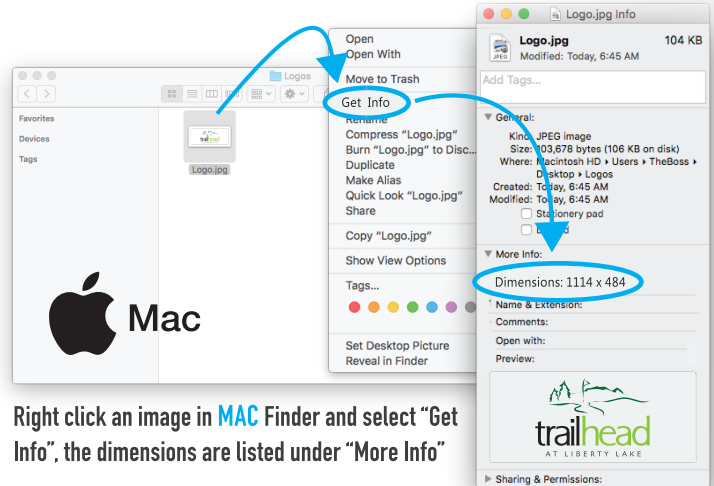 Logos
Favorites
Devices
Tags
Logo.jpg
Mac
Open
Open With
Move to Trash
Get Info
Rename
Compress “Logo.jpg”
Burn “Logo.jpg” to Disc...
Duplicate
Make Alias
Quick Look “Logo.jpg”
Share
Copy “Logo.jpg”
Show View Options
Tags...
Set Desktop Picture
Reveal in Finder
Logo.jpg Info
JPEG
Logo.jpg 104 KB
Modified: Today, 6:45 AM
Add Tags...
General:
Kind: JPEG image
Size: 103,678 bytes (106 KB on disk)
Where: Macintosh HD ▸ Users ▸ TheBoss ▸
Desktop ▸ Logos
Created: Today, 6:45 AM
Modified: Today, 6:45 AM
Stationery pad
More Info:
Dimensions: 1114 x 484
Name & Extension:
Comments:
Open with:
Preview:
trailhead
AT LIBERTY LAKE
Sharing & Permissions:
Right click an image in MAC Finder and select “Get
Info”, the dimensions are listed under “More Info”